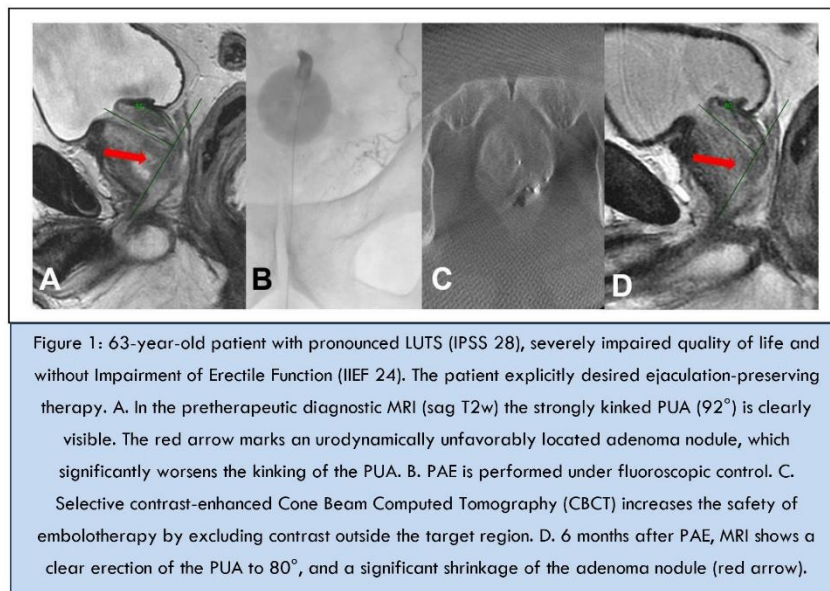 A
B
C
D
Figure 1: 63-year-old patient with pronounced LUTS (IPSS 28), severely impaired quality of life and
without Impairment of Erectile Function (IIEF 24). The patient explicitly desired ejaculation-preserving
therapy. A. In the pretherapeutic diagnostic MRI (sag T2w) the strongly kinked PUA (92°) is clearly
visible. The red arrow marks an urodynamically unfavorably located adenoma nodule, which
significantly worsens the kinking of the PUA. B. PAE is performed under fluoroscopic control. C.
Selective contrast-enhanced Cone Beam Computed Tomography (CBCT) increases the safety of
embolotherapy by excluding contrast outside the target region. D. 6 months after PAE, MRI shows a
clear erection of the PUA to 80°, and a significant shrinkage of the adenoma nodule (red arrow).